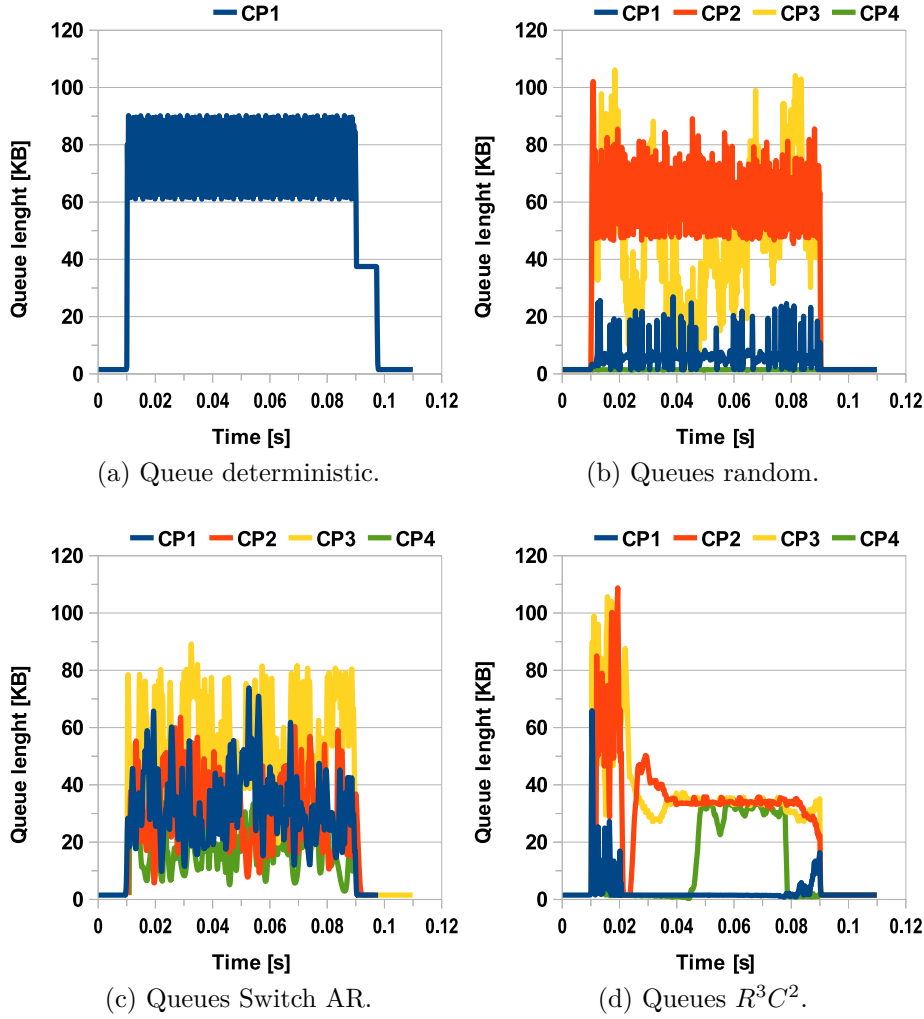 CP1
120
100
80
60
40
20
0
Queue lenght [KB]
0 0.02 0.04 0.06 0.08 0.1 0.12
Time [s]
(a) Queue deterministic.
CP1 CP2 CP3 CP4
120
100
80
60
40
20
0
Queue lenght [KB]
0 0.02 0.04 0.06 0.08 0.1 0.12
Time [s]
(b) Queues random.
CP1 CP2 CP3 CP4
120
100
80
60
40
20
0
Queue lenght [KB]
0 0.02 0.04 0.06 0.08 0.1 0.12
Time [s]
(c) Queues Switch AR.
CP1 CP2 CP3 CP4
120
100
80
60
40
20
0
Queue lenght [KB]
0 0.02 0.04 0.06 0.08 0.1 0.12
Time [s]
(d) Queues R³C².